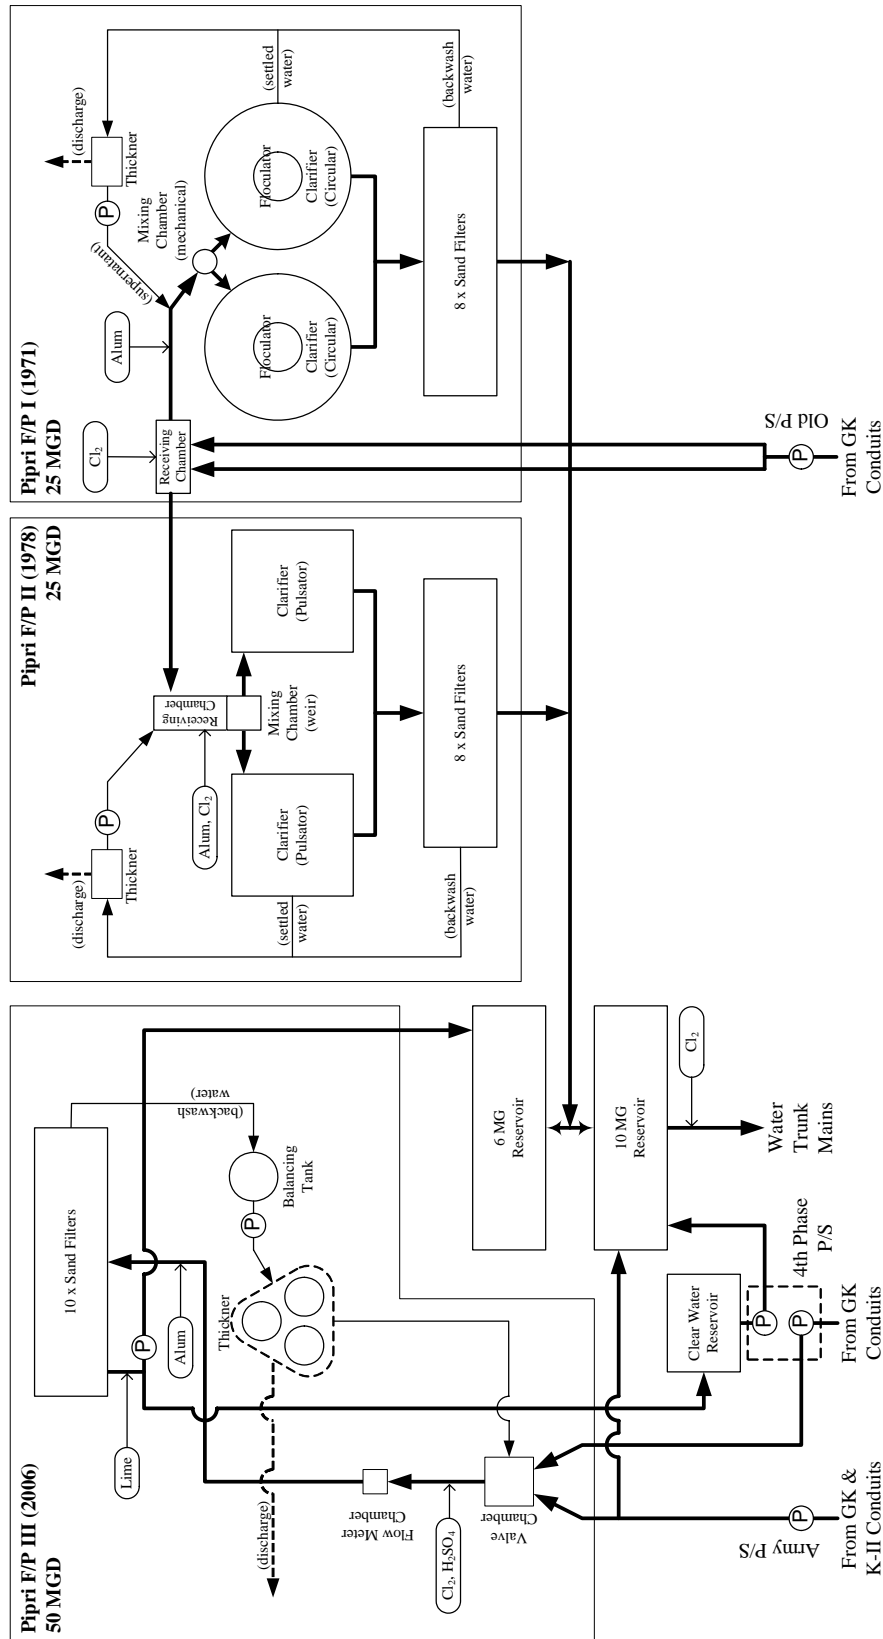 Pipri F/P III (2006)
50 MGD
10 x Sand Filters
Lime
Alum
(backwash
water)
Balancing
Tank
P
P
Thickner
(discharge)
Flow Meter
Chamber
Cl2, H2SO4
Valve
Chamber
Army P/S
P
From GK &
K-II Conduits
Clear Water
Reservoir
P
P
4th Phase
P/S
From GK
Conduits
6 MG
Reservoir
10 MG
Reservoir
Cl2
Water
Trunk
Mains
Pipri F/P II (1978)
25 MGD
(discharge)
Thickner
P
Receiving
Chamber
Alum, Cl2
Mixing
Chamber
(weir)
Clarifier
(Pulsator)
Clarifier
(Pulsator)
(settled
water)
(backwash
water)
8 x Sand Filters
Pipri F/P I (1971)
25 MGD
Cl2
Receiving
Chamber
Alum
(discharge)
Thickner
P
(supernatant)
Mixing
Chamber
(mechanical)
Floculator
Clarifier
(Circular)
Floculator
Clarifier
(Circular)
(settled
water)
(backwash
water)
8 x Sand Filters
Old P/S
P
From GK
Conduits